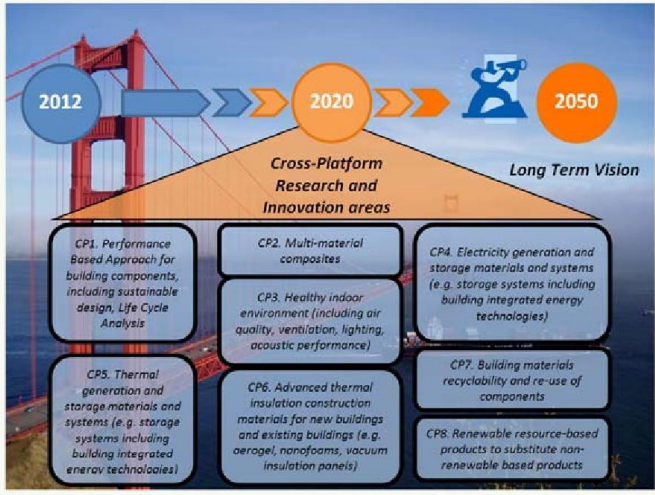 2012
2020
2050
Cross-Platform
Research and
Innovation areas
Long Term Vision
CP1. Performance
Based Approach for
building components,
including sustainable
design, Life Cycle
Analysis
CP2. Multi-material
composites
CP3. Healthy indoor
environment (including air
quality, ventilation, lighting,
acoustic performance)
CP4. Electricity generation and
storage materials and systems
(e.g. storage systems including
building integrated energy
technologies)
CP5. Thermal
generation and
storage materials and
systems (e.g. storage
systems including
building integrated
energy technologies)
CP6. Advanced thermal
insulation construction
materials for new buildings
and existing buildings (e.g.
aerogel, nanofoams, vacuum
insulation panels)
CP7. Building materials
recyclability and re-use of
components
CP8. Renewable resource-based
products to substitute non-
renewable based products